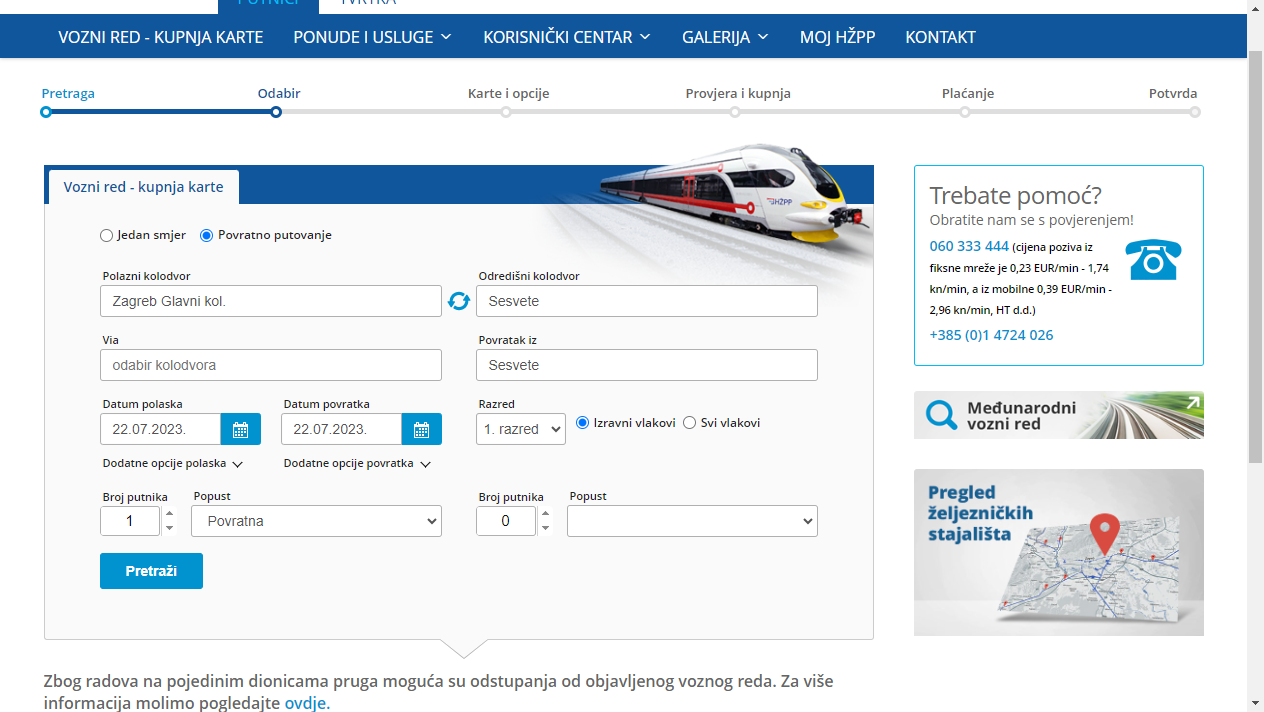 PUTNICI TVRTKA
VOZNI RED - KUPNJA KARTE PONUDE I USLUGE KORISNIČKI CENTAR GALERIJA MOJ HŽPP KONTAKT
Pretraga Odabir Karte i opcije Provjera i kupnja Plaćanje Potvrda
Vozni red - kupnja karte
HŽPP
Jedan smjer Povratno putovanje
Polazni kolodvor Odredišni kolodvor
Zagreb Glavni kol. Sesvete
Via Povratak iz
odabir kolodvora Sesvete
Datum polaska Datum povratka Razred
22.07.2023. 22.07.2023. 1. razred Izravni vlakovi Svi vlakovi
Dodatne opcije polaska Dodatne opcije povratka
Broj putnika Popust Broj putnika Popust
1 Povratna 0
Pretraži
Zbog radova na pojedinim dionicama pruga moguća su odstupanja od objavljenog voznog reda. Za više
informacija molimo pogledajte ovdje.
Trebate pomoć?
Obratite nam se s povjerenjem!
060 333 444 (cijena poziva iz
fiksne mreže je 0,23 EUR/min - 1,74
kn/min, a iz mobilne 0,39 EUR/min -
2,96 kn/min, HT d.d.)
+385 (0)1 4724 026
Međunarodni
vozni red
Pregled
željezničkih
stajališta